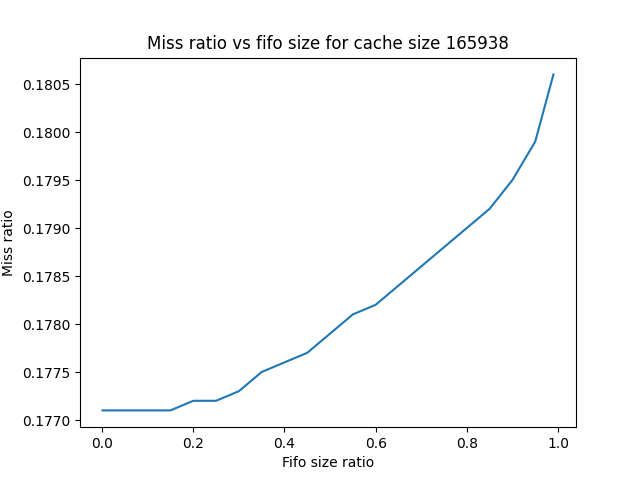 Miss ratio vs fifo size for cache size 165938
0.1805
0.1800
0.1795
0.1790
0.1785
0.1780
0.1775
0.1770
Miss ratio
0.0 0.2 0.4 0.6 0.8 1.0
Fifo size ratio